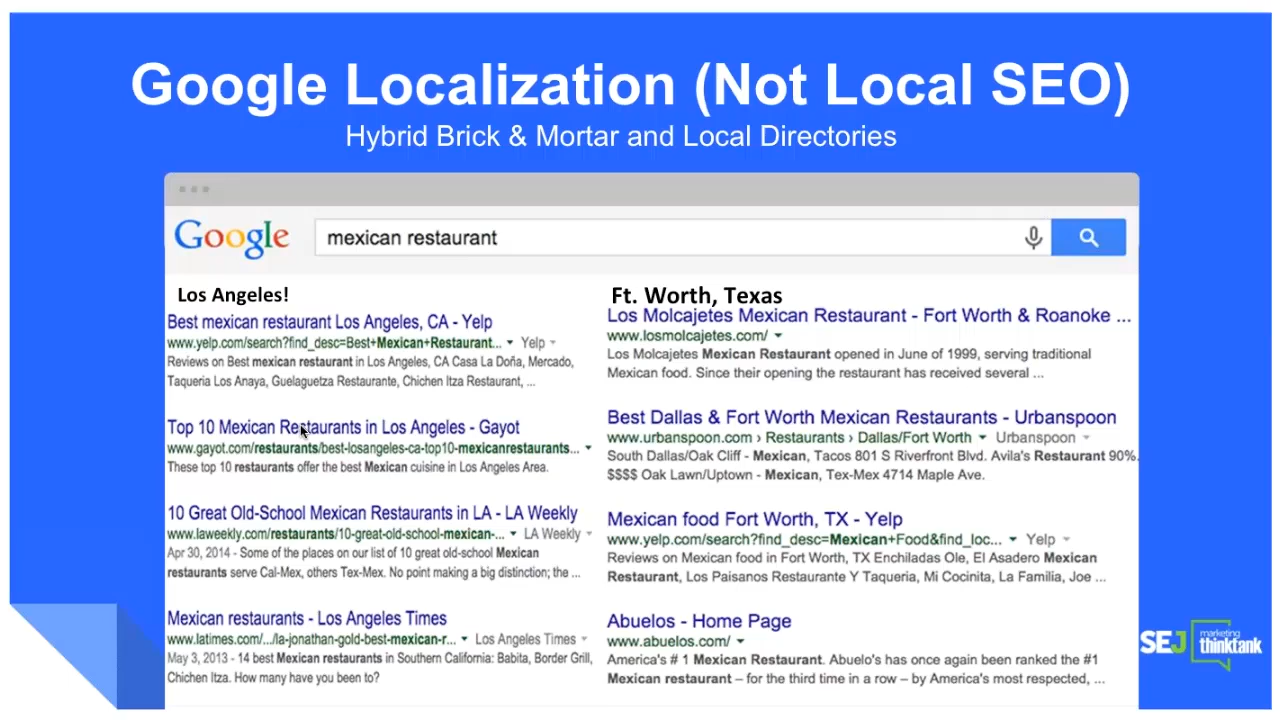 Google Localization (Not Local SEO)
Hybrid Brick & Mortar and Local Directories
Google
mexican restaurant
Los Angeles!
Best mexican restaurant Los Angeles, CA - Yelp
www.yelp.com/search?find_desc=Best+Mexican+Restaurant... Yelp
Reviews on Best mexican restaurant in Los Angeles, CA Casa La Doña, Mercado,
Taqueria Los Anaya, Guelaguetza Restaurante, Chichen Itza Restaurant, ...
Top 10 Mexican Restaurants in Los Angeles - Gayot
www.gayot.com/restaurants/best-losangeles-ca-top10-mexicanrestaurants...
These top 10 restaurants offer the best Mexican cuisine in Los Angeles Area.
10 Great Old-School Mexican Restaurants in LA - LA Weekly
www.laweekly.com/restaurants/10-great-old-school-mexican-... LA Weekly
Apr 30, 2014 - Some of the places on our list of 10 great old-school Mexican
restaurants serve Cal-Mex, others Tex-Mex. No point making a big distinction; the ...
Mexican restaurants - Los Angeles Times
www.latimes.com/.../la-jonathan-gold-best-mexican-r... Los Angeles Times
May 3, 2013 - 14 best Mexican restaurants in Southern California: Babita, Border Grill,
Chichen Itza. How many have you been to?
Ft. Worth, Texas
Los Molcajetes Mexican Restaurant - Fort Worth & Roanoke ...
www.losmolcajetes.com/
Los Molcajetes Mexican Restaurant opened in June of 1999, serving traditional
Mexican food. Since their opening the restaurant has received several ...
Best Dallas & Fort Worth Mexican Restaurants - Urbanspoon
www.urbanspoon.com › Restaurants › Dallas/Fort Worth Urbanspoon
South Dallas/Oak Cliff - Mexican, Tacos 801 S Riverfront Blvd. Avila's Restaurant 90%.
$$$$ Oak Lawn/Uptown - Mexican, Tex-Mex 4714 Maple Ave.
Mexican food Fort Worth, TX - Yelp
www.yelp.com/search?find_desc=Mexican+Food&find_loc... Yelp
Reviews on Mexican food in Fort Worth, TX Enchiladas Ole, El Asadero Mexican
Restaurant, Los Paisanos Restaurante Y Taqueria, Mi Cocinita, La Familia, Joe ...
Abuelos - Home Page
www.abuelos.com/
America's # 1 Mexican Restaurant. Abuelo's has once again been ranked the #1
Mexican restaurant – for the third time in a row – by America's most respected, ...
SEJ marketing
thinktank